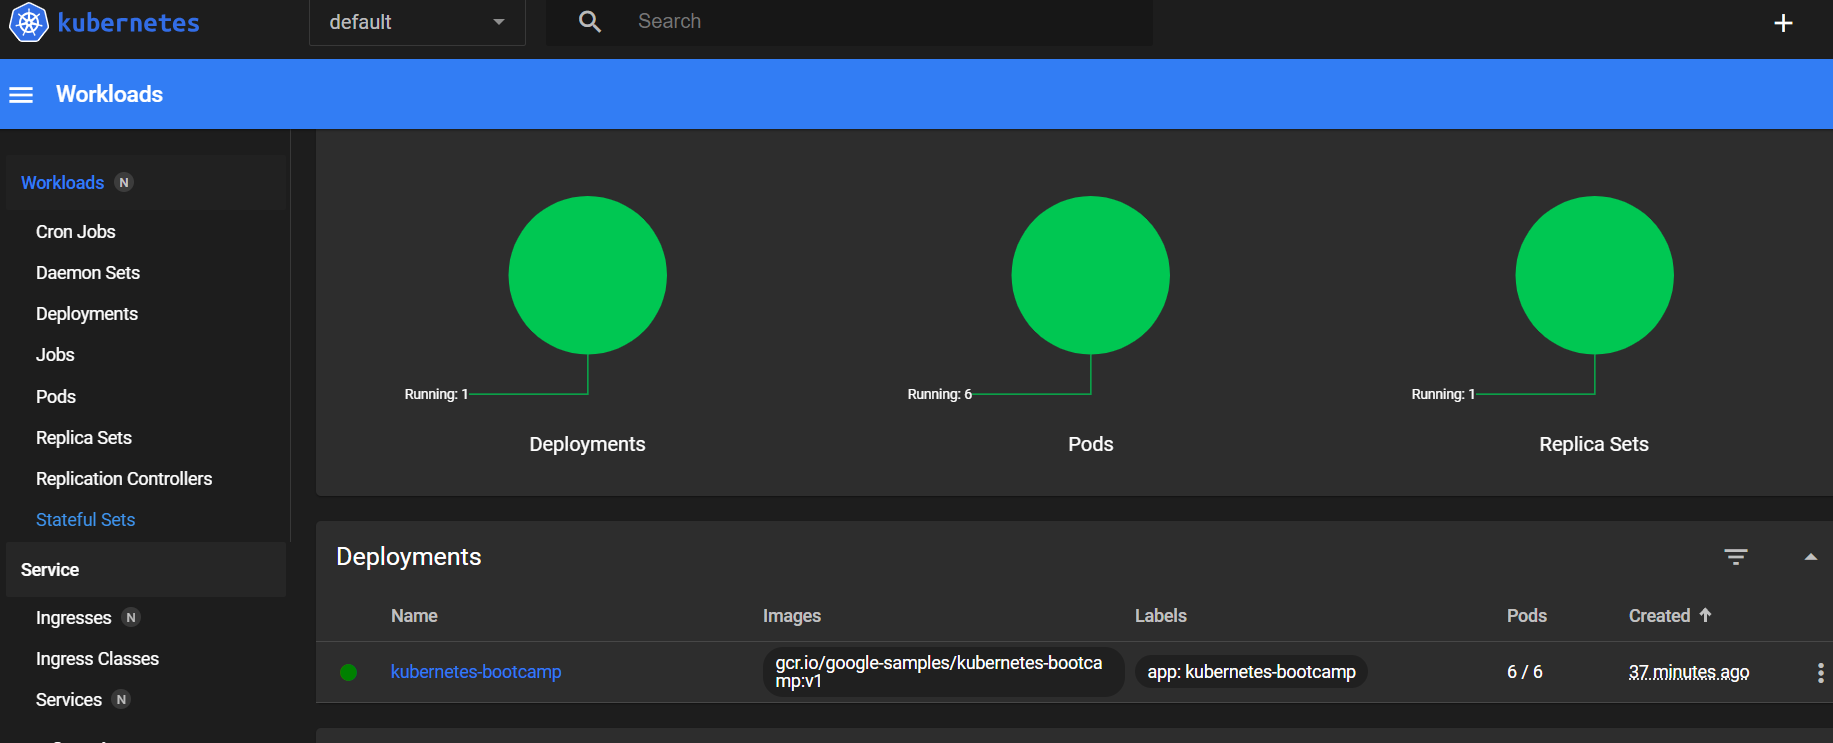 kubernetes
default
Search
Workloads
Workloads N
Cron Jobs
Daemon Sets
Deployments
Jobs
Pods
Replica Sets
Replication Controllers
Stateful Sets
Service
Ingresses N
Ingress Classes
Services N
Running: 1
Deployments
Running: 6
Pods
Running: 1
Replica Sets
Deployments
Name Images Labels Pods Created
kubernetes-bootcamp
gcr.io/google-samples/kubernetes-bootca
mp:v1
app: kubernetes-bootcamp
6 / 6
37 minutes ago